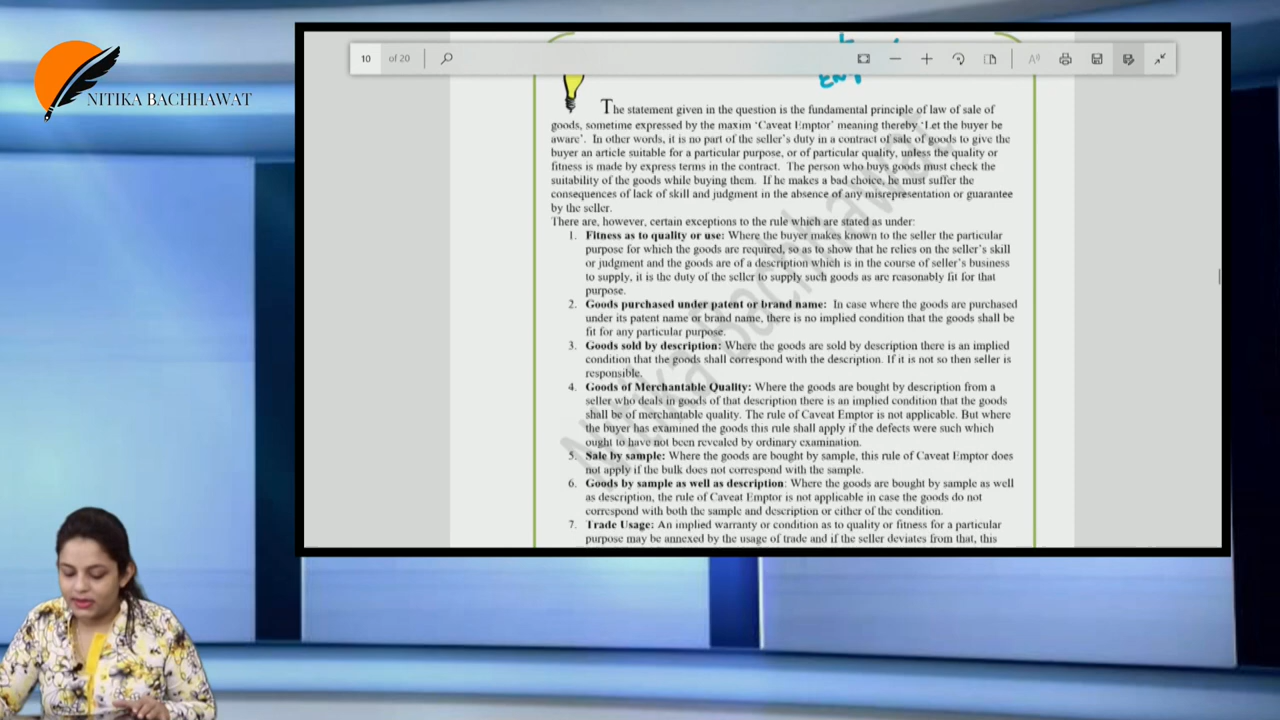 NITIKA BACHHAWAT
10 of 20
The statement given in the question is the fundamental principle of law of sale of
goods, sometime expressed by the maxim ‘Caveat Emptor’ meaning thereby ‘Let the buyer be
aware’. In other words, it is no part of the seller’s duty in a contract of sale of goods to give the
buyer an article suitable for a particular purpose, or of particular quality, unless the quality or
fitness is made by express terms in the contract. The person who buys goods must check the
suitability of the goods while buying them. If he makes a bad choice, he must suffer the
consequences of lack of skill and judgment in the absence of any misrepresentation or guarantee
by the seller.
There are, however, certain exceptions to the rule which are stated as under:
1. Fitness as to quality or use: Where the buyer makes known to the seller the particular
purpose for which the goods are required, so as to show that he relies on the seller’s skill
or judgment and the goods are of a description which is in the course of seller’s business
to supply, it is the duty of the seller to supply such goods as are reasonably fit for that
purpose.
2. Goods purchased under patent or brand name: In case where the goods are purchased
under its patent name or brand name, there is no implied condition that the goods shall be
fit for any particular purpose.
3. Goods sold by description: Where the goods are sold by description there is an implied
condition that the goods shall correspond with the description. If it is not so then seller is
responsible.
4. Goods of Merchantable Quality: Where the goods are bought by description from a
seller who deals in goods of that description there is an implied condition that the goods
shall be of merchantable quality. The rule of Caveat Emptor is not applicable. But where
the buyer has examined the goods this rule shall apply if the defects were such which
ought to have not been revealed by ordinary examination.
5. Sale by sample: Where the goods are bought by sample, this rule of Caveat Emptor does
not apply if the bulk does not correspond with the sample.
6. Goods by sample as well as description: Where the goods are bought by sample as well
as description, the rule of Caveat Emptor is not applicable in case the goods do not
correspond with both the sample and description or either of the condition.
7. Trade Usage: An implied warranty or condition as to quality or fitness for a particular
purpose may be annexed by the usage of trade and if the seller deviates from that, this
Nitika Bachhawat